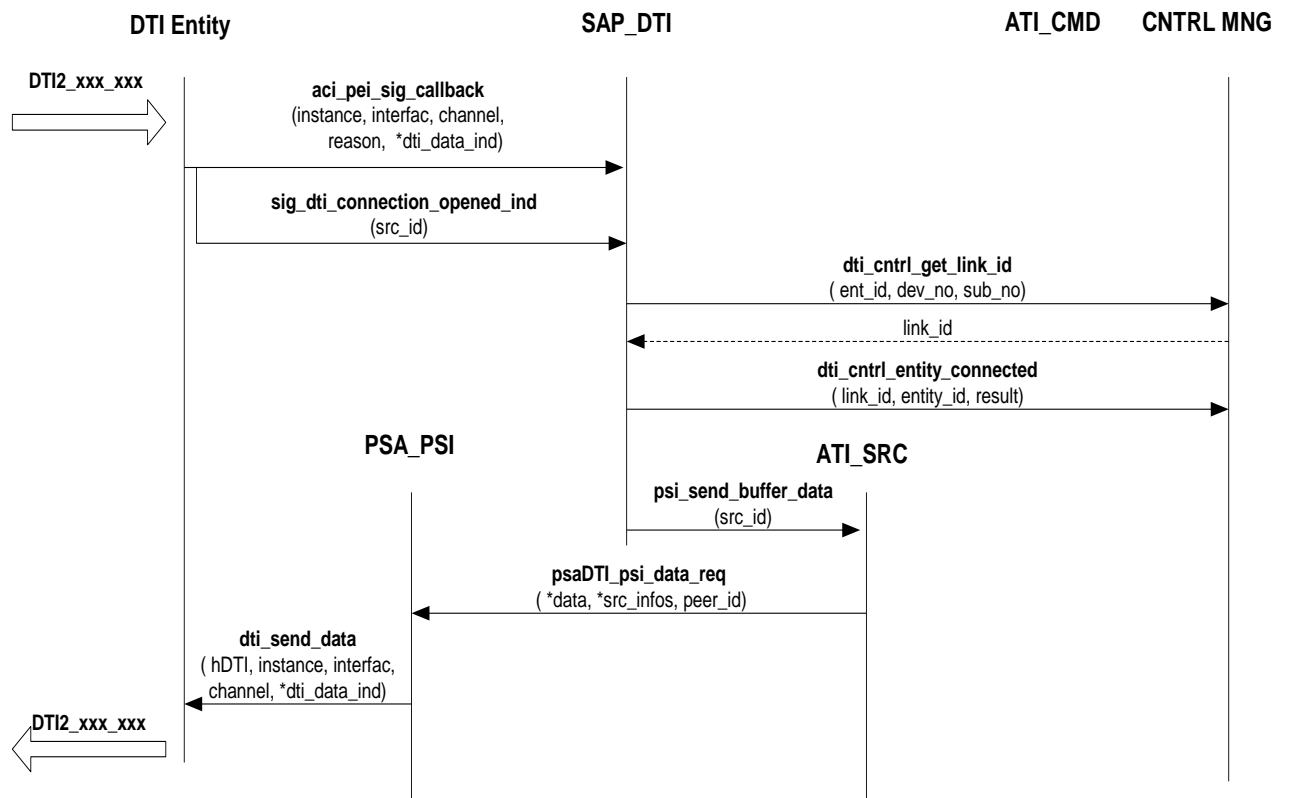 DTI Entity
SAP_DTI
ATI_CMD
CNTRL MNG
DTI2_xxx_xxx
aci_pei_sig_callback
(instance, interfac, channel,
reason, *dti_data_ind)
sig_dti_connection_opened_ind
(src_id)
dti_cntrl_get_link_id
( ent_id, dev_no, sub_no)
link_id
dti_cntrl_entity_connected
( link_id, entity_id, result)
PSA_PSI
ATI_SRC
psi_send_buffer_data
(src_id)
psaDTI_psi_data_req
( *data, *src_infos, peer_id)
dti_send_data
( hDTI, instance, interfac,
channel, *dti_data_ind)
DTI2_xxx_xxx